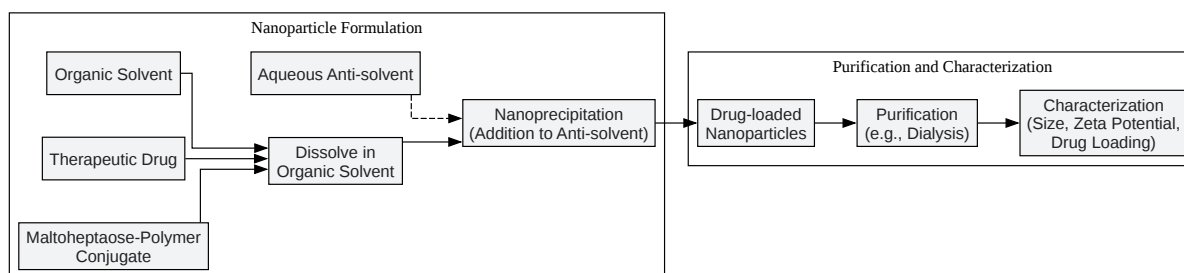 Nanoparticle Formulation
Organic Solvent
Aqueous Anti-solvent
Therapeutic Drug
Maltoheptaose-Polymer
Conjugate
Dissolve in
Organic Solvent
Nanoprecipitation
(Addition to Anti-solvent)
Purification and Characterization
Drug-loaded
Nanoparticles
Purification
(e.g., Dialysis)
Characterization
(Size, Zeta Potential,
Drug Loading)